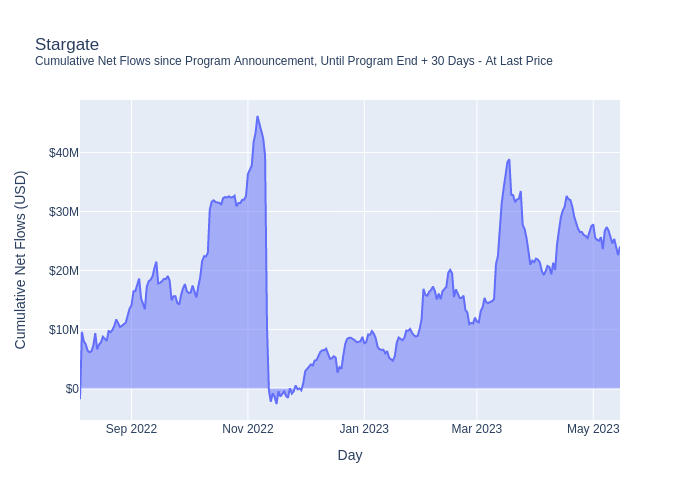 Stargate
Cumulative Net Flows since Program Announcement, Until Program End + 30 Days - At Last Price
Cumulative Net Flows (USD)
$40M
$30M
$20M
$10M
$0
Sep 2022
Nov 2022
Jan 2023
Mar 2023
May 2023
Day